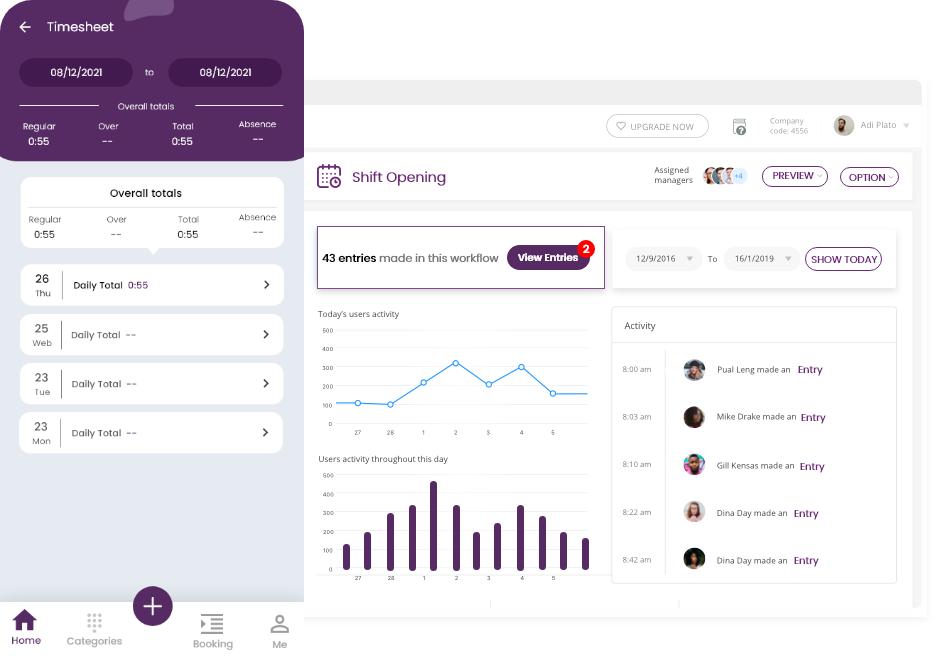 Timesheet
08/12/2021 to 08/12/2021
Overall totals
Regular Over Total Absence
0:55 -- 0:55 --
Overall totals
Regular Over Total Absence
0:55 -- 0:55 --
26
Thu
Daily Total 0:55
25
Web
Daily Total --
23
Tue
Daily Total --
23
Mon
Daily Total --
Home
Categories
Booking
Me
UPGRADE NOW
Company
code: 4556
Adi Plato
Shift Opening
Assigned
managers
+4
PREVIEW
OPTION
43 entries made in this workflow
View Entries
2
12/9/2016 To 16/1/2019 SHOW TODAY
Today's users activity
500
400
300
200
100
0
27 28 1 2 3 4 5
Users activity throughout this day
500
400
300
200
100
0
27 28 1 2 3 4 5
Activity
8:00 am Pual Leng made an Entry
8:03 am Mike Drake made an Entry
8:10 am Gill Kensas made an Entry
8:22 am Dina Day made an Entry
8:42 am Dina Day made an Entry